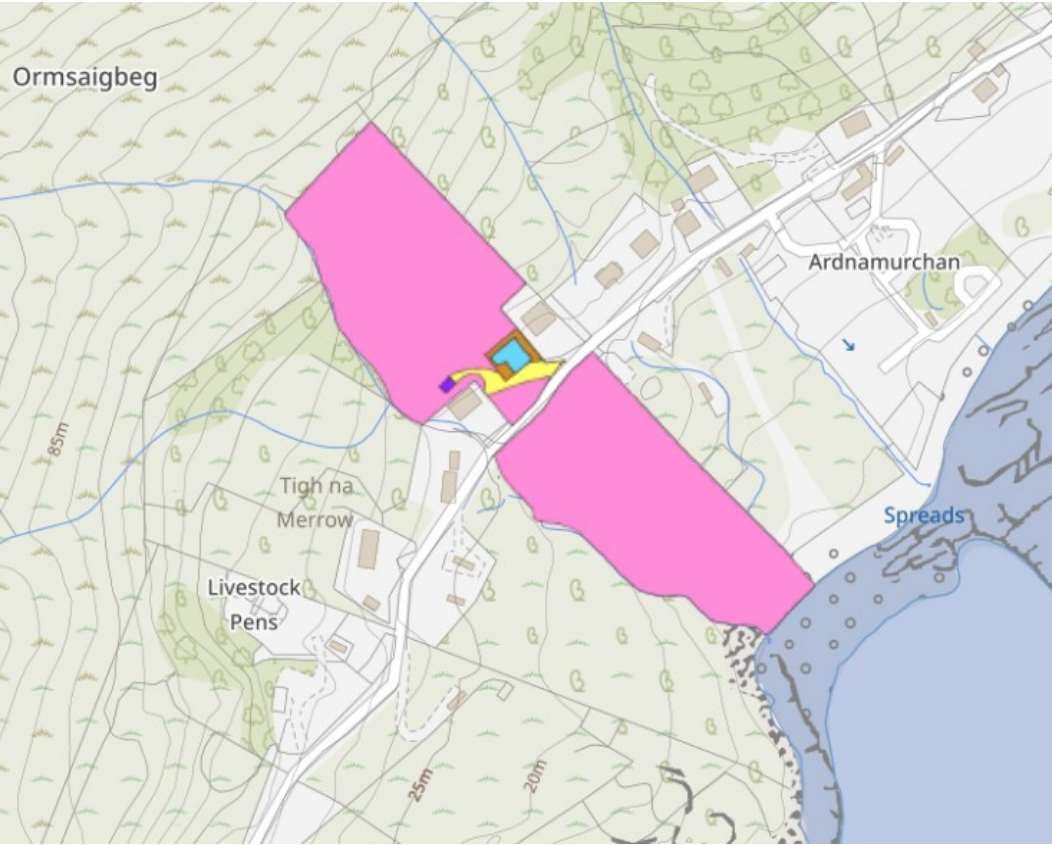 Ormsaigbeg
Ardnamurchan
85m
Tigh na
Merrow
Spreads
Livestock
Pens
25m
20m